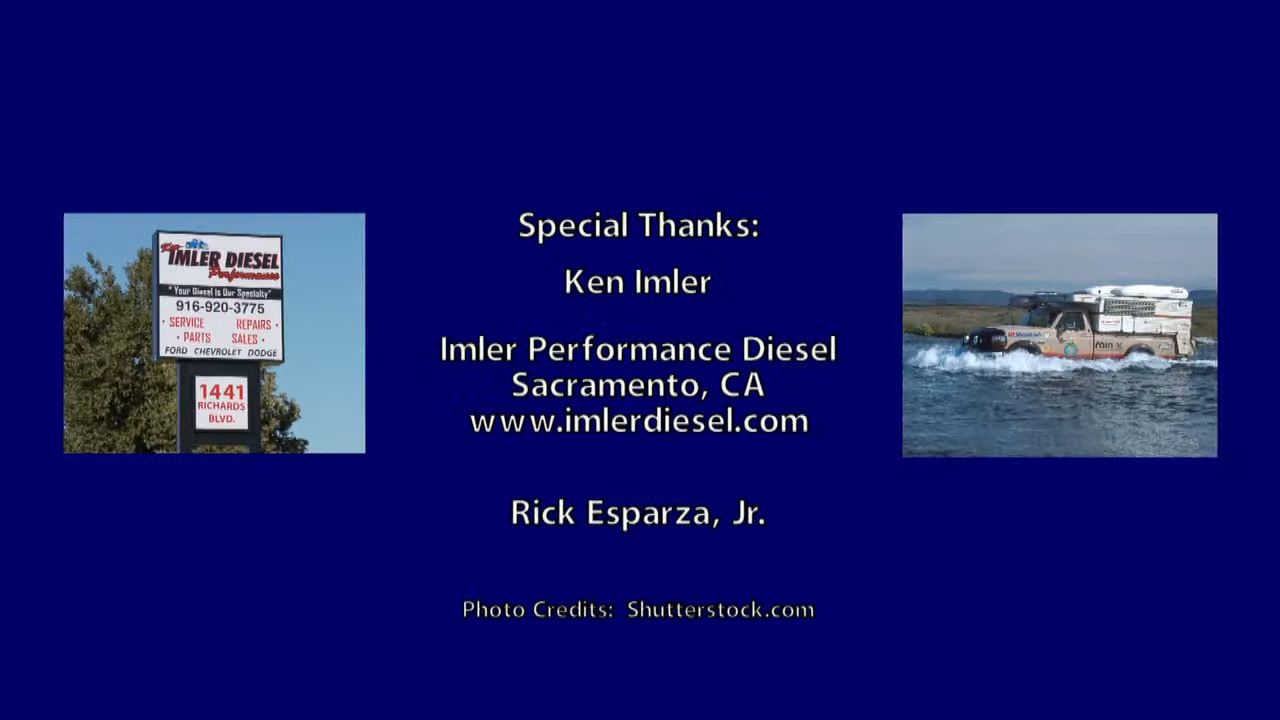 Special Thanks:
Ken Imler
Imler Performance Diesel
Sacramento, CA
www.imlerdiesel.com
Rick Esparza, Jr.
Photo Credits: Shutterstock.com
Ken
IMLER DIESEL
Performance
"Your Diesel Is Our Specialty"
916-920-3775
· SERVICE REPAIRS ·
· PARTS SALES ·
FORD CHEVROLET DODGE
1441
RICHARDS
BLVD.
rain X